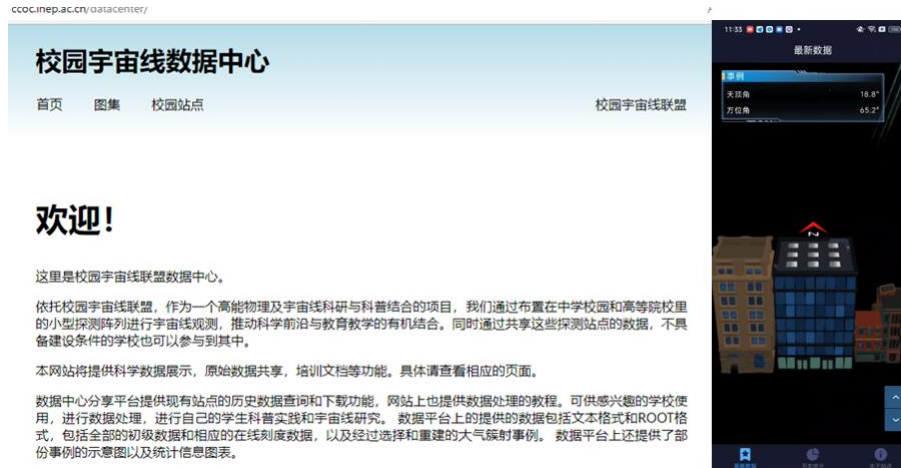 ccoc.ihep.ac.cn/datacenter/
校园宇宙线数据中心
首页 图集 校园站点 校园宇宙线联盟
欢迎！
这里是校园宇宙线联盟数据中心。
依托校园宇宙线联盟，作为一个高能物理及宇宙线科研与科普结合的项目，我们通过布置在中学校园和高等院校里
的小型探测阵列进行宇宙线观测，推动科学前沿与教育教学的有机结合。同时通过共享这些探测站点的数据，不具
备建设条件的学校也可以参与到其中。
本网站将提供科学数据展示，原始数据共享，培训文档等功能。具体请查看相应的页面。
数据中心分享平台提供现有站点的历史数据查询和下载功能，网站上也提供数据处理的教程。可供感兴趣的学校使
用，进行数据处理，进行自己的学生科普实践和宇宙线研究。 数据平台上的提供的数据包括文本格式和ROOT格
式，包括全部的初级数据和相应的在线刻度数据，以及经过选择和重建的大气簇射事例。 数据平台上还提供了部
份事例的示意图以及统计信息图表。
11:33
最新数据
事例
天顶角 18.8°
方位角 65.2°
N
最新数据